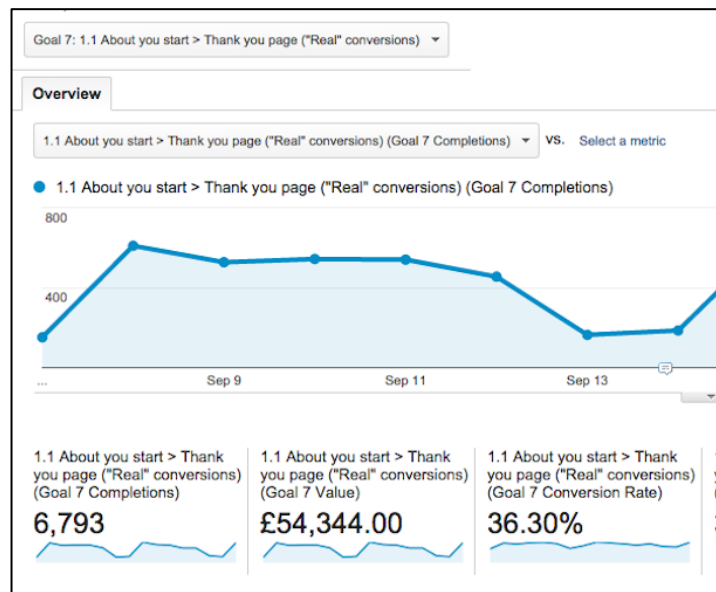 Goal 7: 1.1 About you start > Thank you page ("Real" conversions)
Overview
1.1 About you start > Thank you page ("Real" conversions) (Goal 7 Completions) VS. Select a metric
1.1 About you start > Thank you page ("Real" conversions) (Goal 7 Completions)
800
400
... Sep 9 Sep 11 Sep 13
1.1 About you start > Thank
you page ("Real" conversions)
(Goal 7 Completions)
6,793
1.1 About you start > Thank
you page ("Real" conversions)
(Goal 7 Value)
£54,344.00
1.1 About you start > Thank
you page ("Real" conversions)
(Goal 7 Conversion Rate)
36.30%